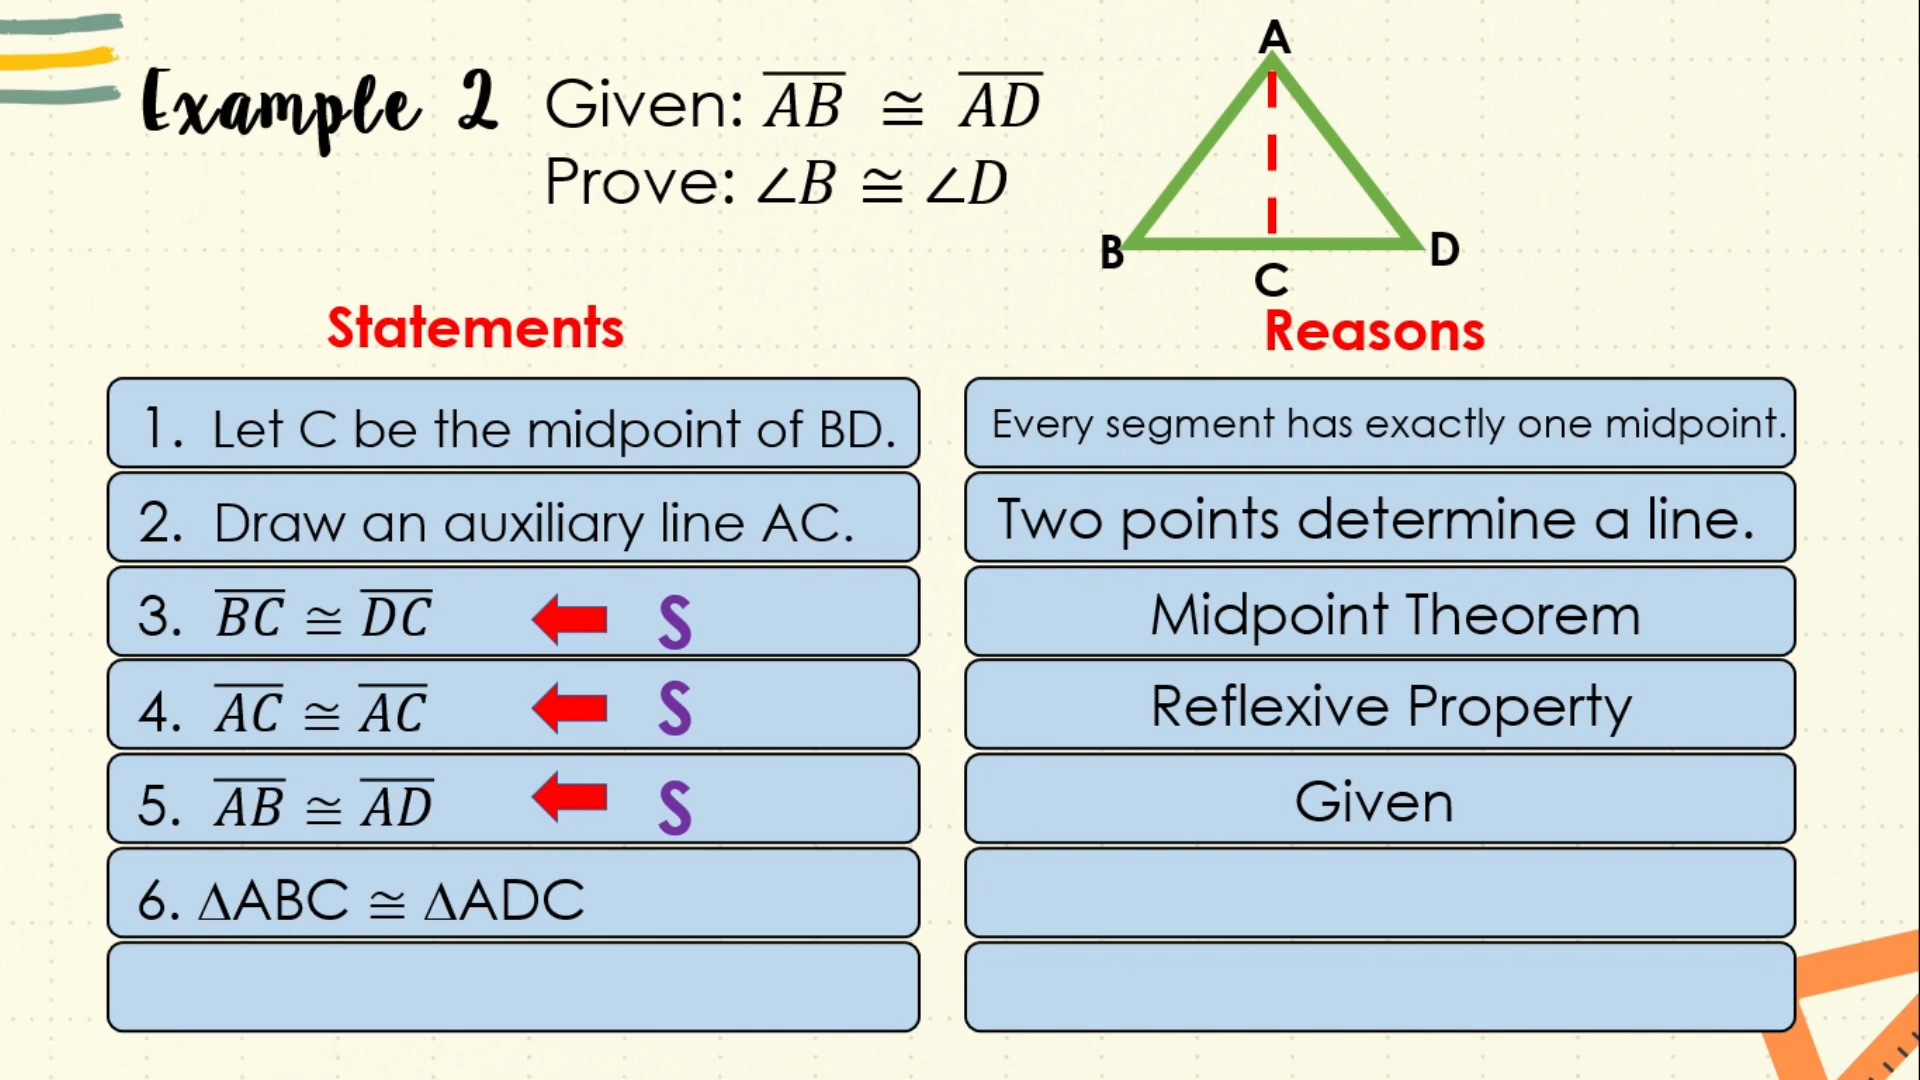 Example 2
Given: AB ≅ AD
Prove: ∠B ≅ ∠D
A
B
D
C
Statements
Reasons
1. Let C be the midpoint of BD.
Every segment has exactly one midpoint.
2. Draw an auxiliary line AC.
Two points determine a line.
3. BC ≅ DC S
Midpoint Theorem
4. AC ≅ AC S
Reflexive Property
5. AB ≅ AD S
Given
6. ΔABC ≅ ΔADC